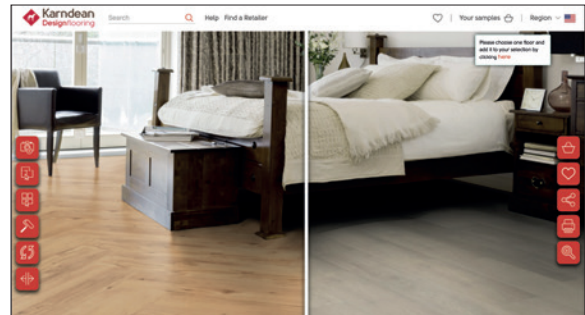 Karndean
Designflooring
Search
Help Find a Retailer
Your samples
Region
Please choose one floor and
add it to your selection by
clicking here